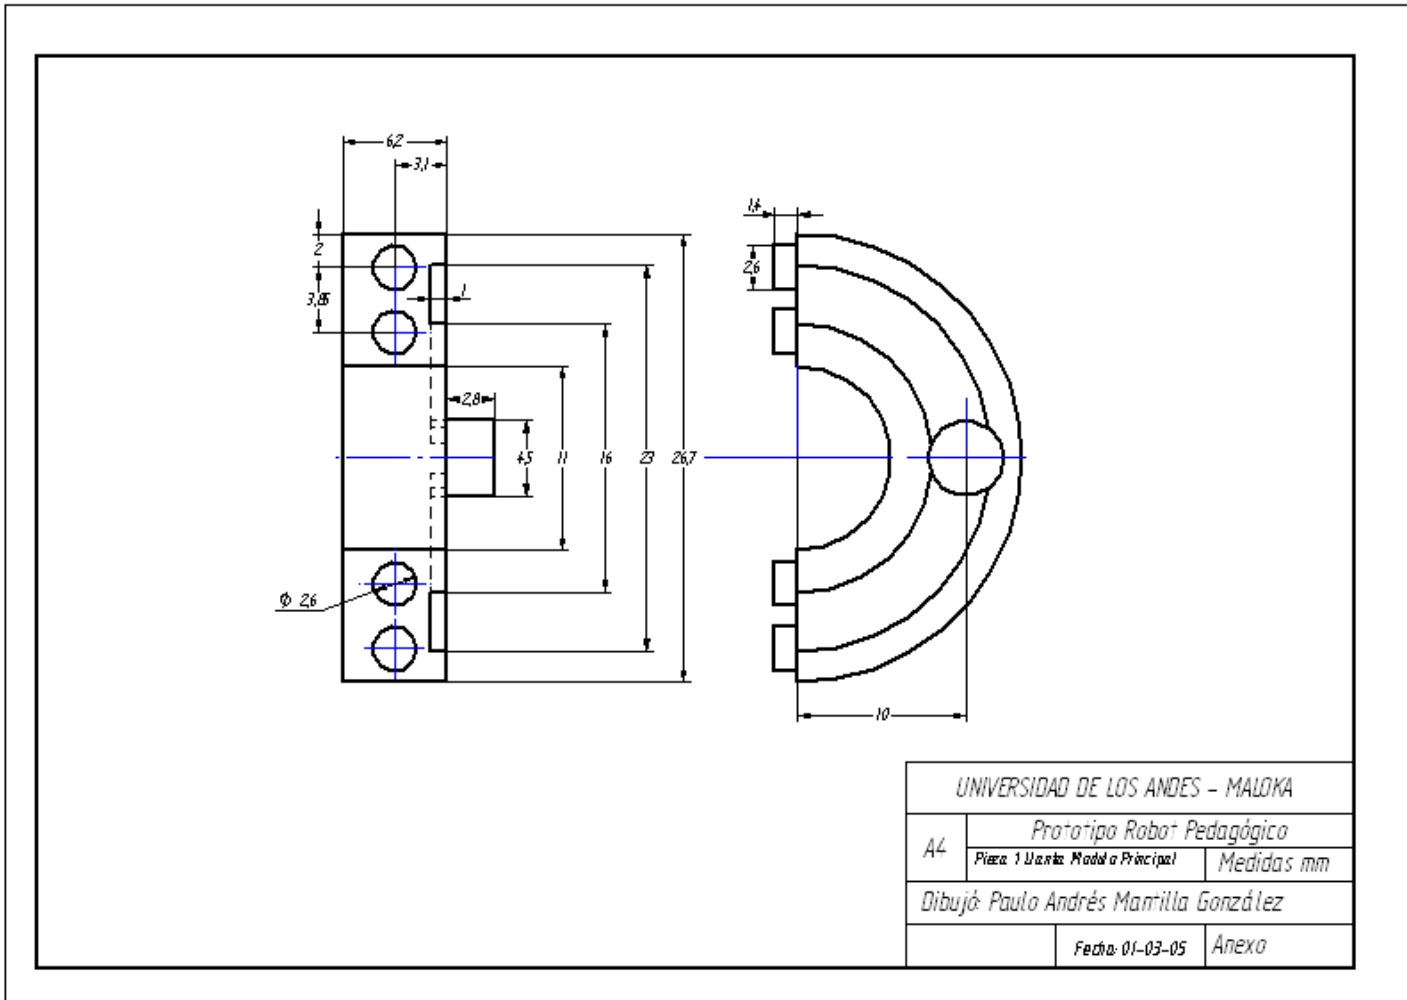 6,2
3,1
2
3,85
1
2,8
4,5
11
16
23
26,7
Φ 2,6
1,4
2,6
10
UNIVERSIDAD DE LOS ANDES - MALOKA
A4
Prototipo Robot Pedagógico
Pieza 1 Llanta Modulo Principal
Medidas mm
Dibujó: Paulo Andrés Mantilla González
Fecha: 01-03-05
Anexo